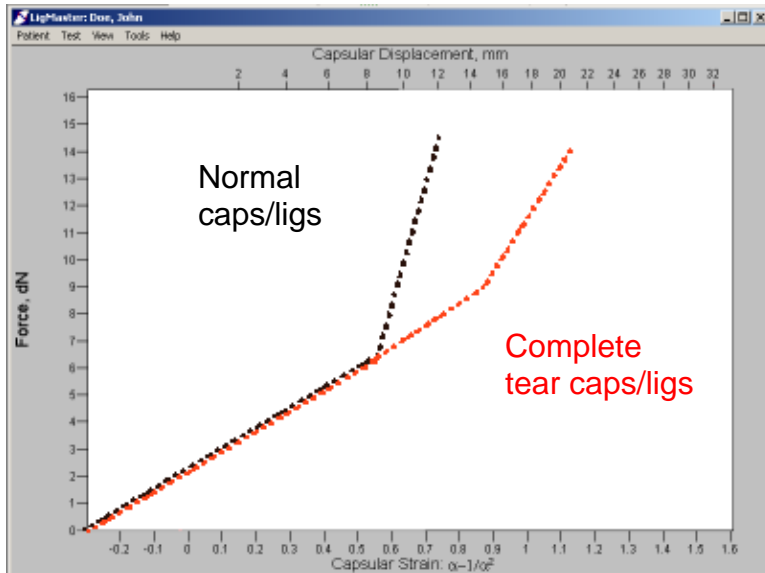 LigMaster: Doe, John
Patient Test View Tools Help
Capsular Displacement, mm
2 4 6 8 10 12 14 16 18 20 22 24 26 28 30 32
16
15
14
13
12
11
10
9
8
7
6
5
4
3
2
1
0
Force, dN
Normal
caps/ligs
Complete
tear caps/ligs
-0.2 -0.1 0 0.1 0.2 0.3 0.4 0.5 0.6 0.7 0.8 0.9 1 1.1 1.2 1.3 1.4 1.5 1.6
Capsular Strain: α-1/α²